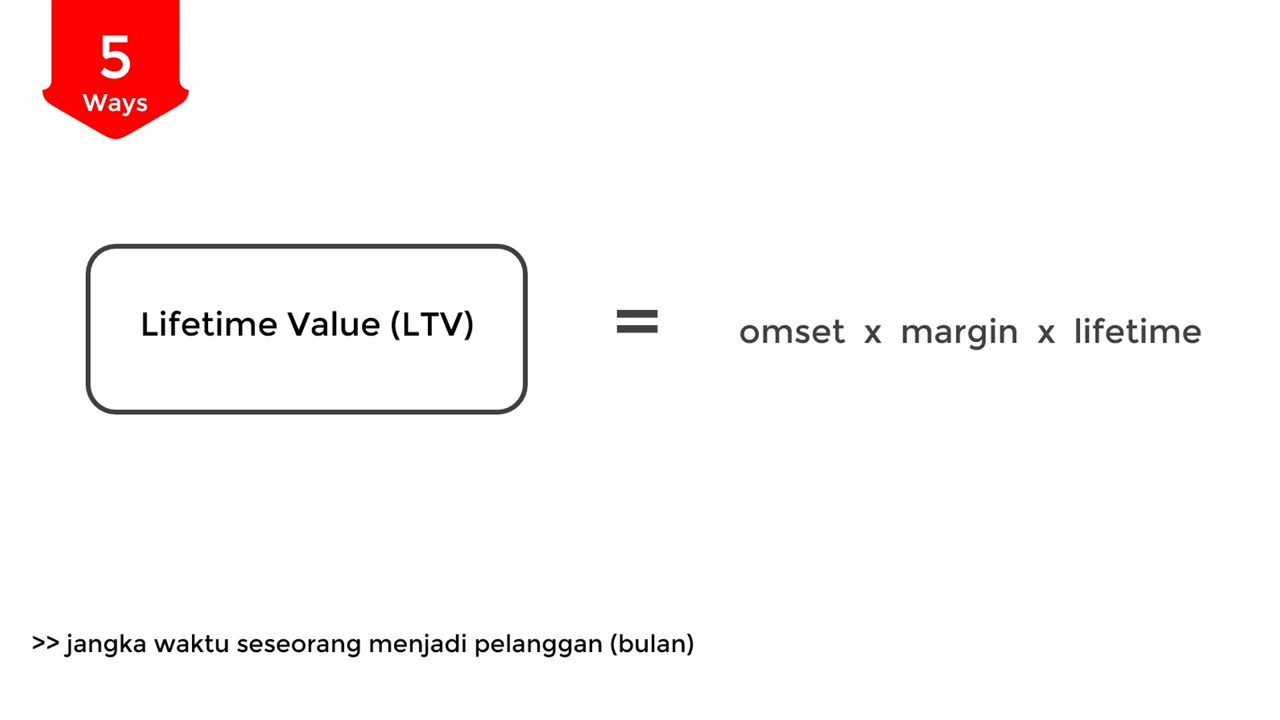 5
Ways
Lifetime Value (LTV) = omset x margin x lifetime
>> jangka waktu seseorang menjadi pelanggan (bulan)